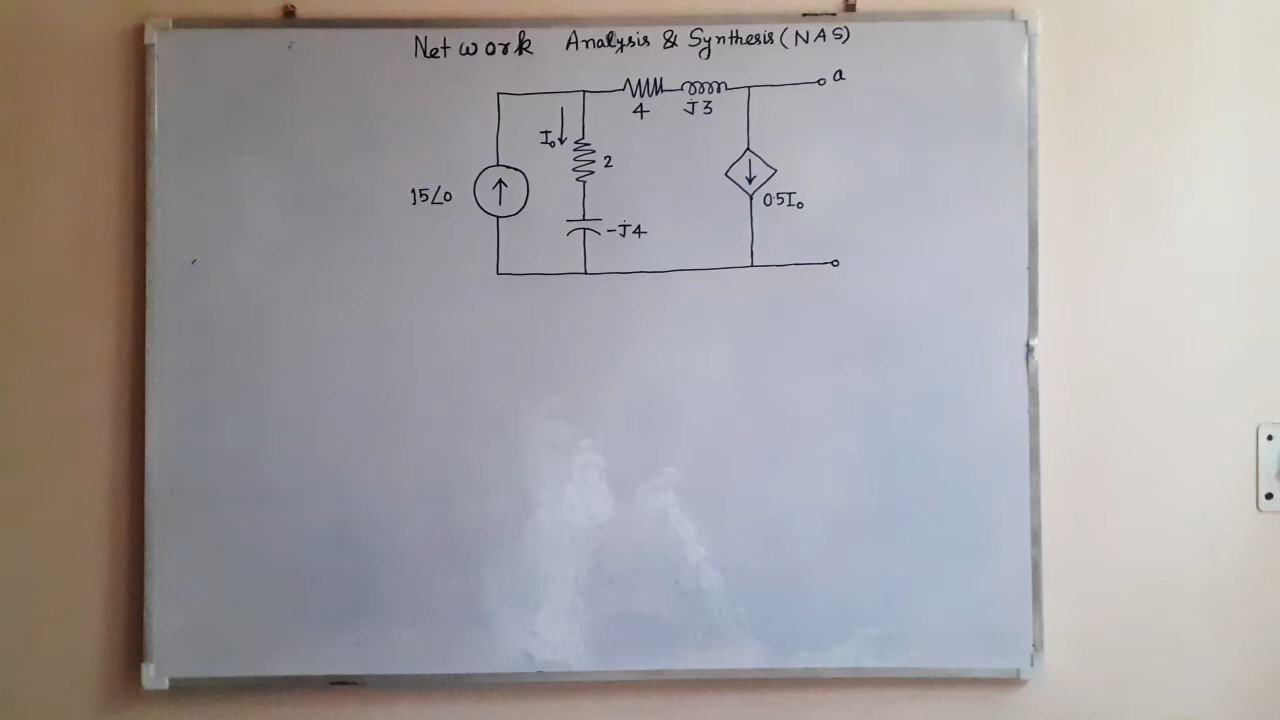 Network Analysis & Synthesis (NAS)
a
4 j3
I₀
2
15∠0
0.5I₀
-j4